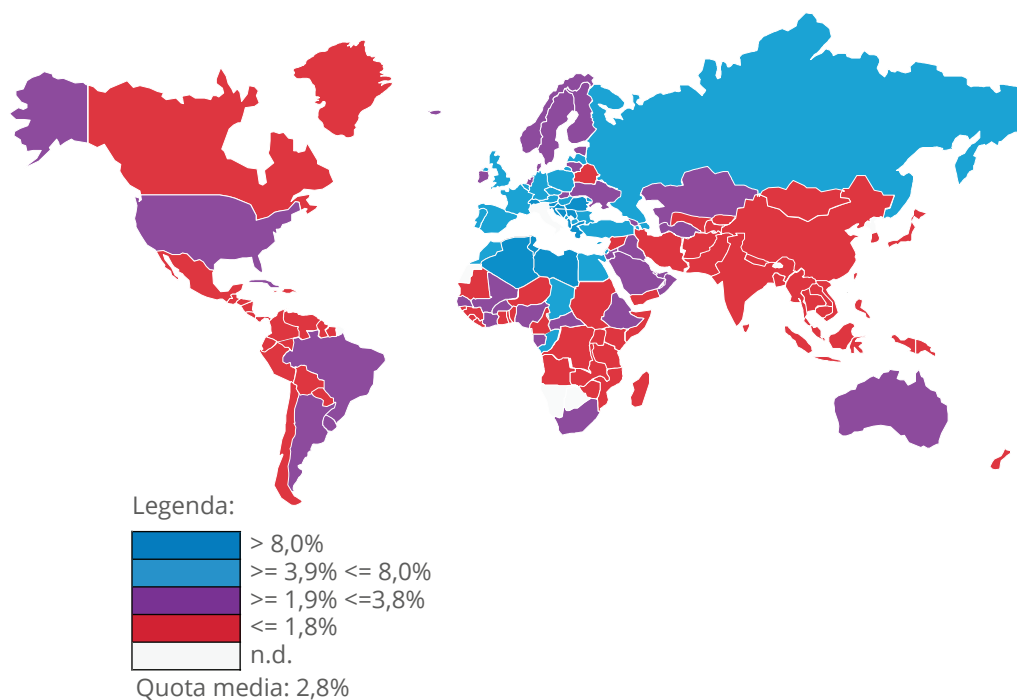 Legenda:
> 8,0%
>= 3,9% <= 8,0%
>= 1,9% <=3,8%
<= 1,8%
n.d.
Quota media: 2,8%